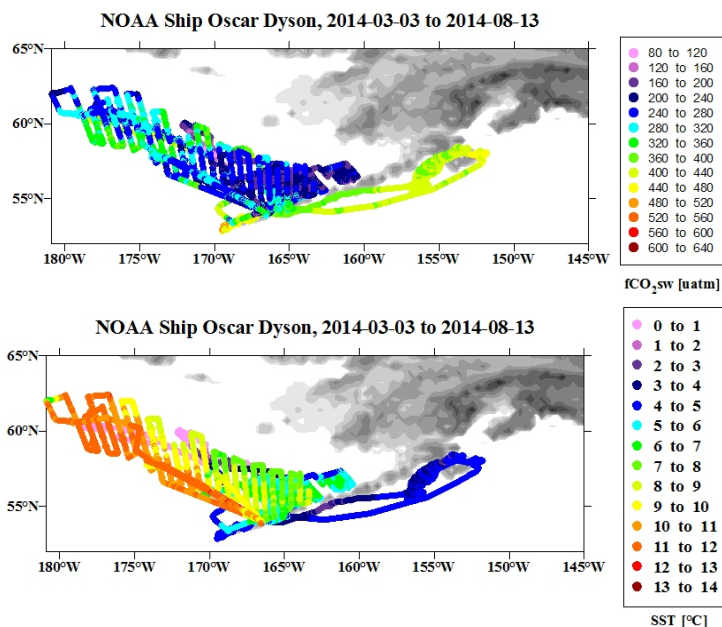 NOAA Ship Oscar Dyson, 2014-03-03 to 2014-08-13
65°N
60°N
55°N
180°W 175°W 170°W 165°W 160°W 155°W 150°W 145°W
80 to 120
120 to 160
160 to 200
200 to 240
240 to 280
280 to 320
320 to 360
360 to 400
400 to 440
440 to 480
480 to 520
520 to 560
560 to 600
600 to 640
fCO₂sw [uatm]
NOAA Ship Oscar Dyson, 2014-03-03 to 2014-08-13
65°N
60°N
55°N
180°W 175°W 170°W 165°W 160°W 155°W 150°W 145°W
0 to 1
1 to 2
2 to 3
3 to 4
4 to 5
5 to 6
6 to 7
7 to 8
8 to 9
9 to 10
10 to 11
11 to 12
12 to 13
13 to 14
SST [°C]